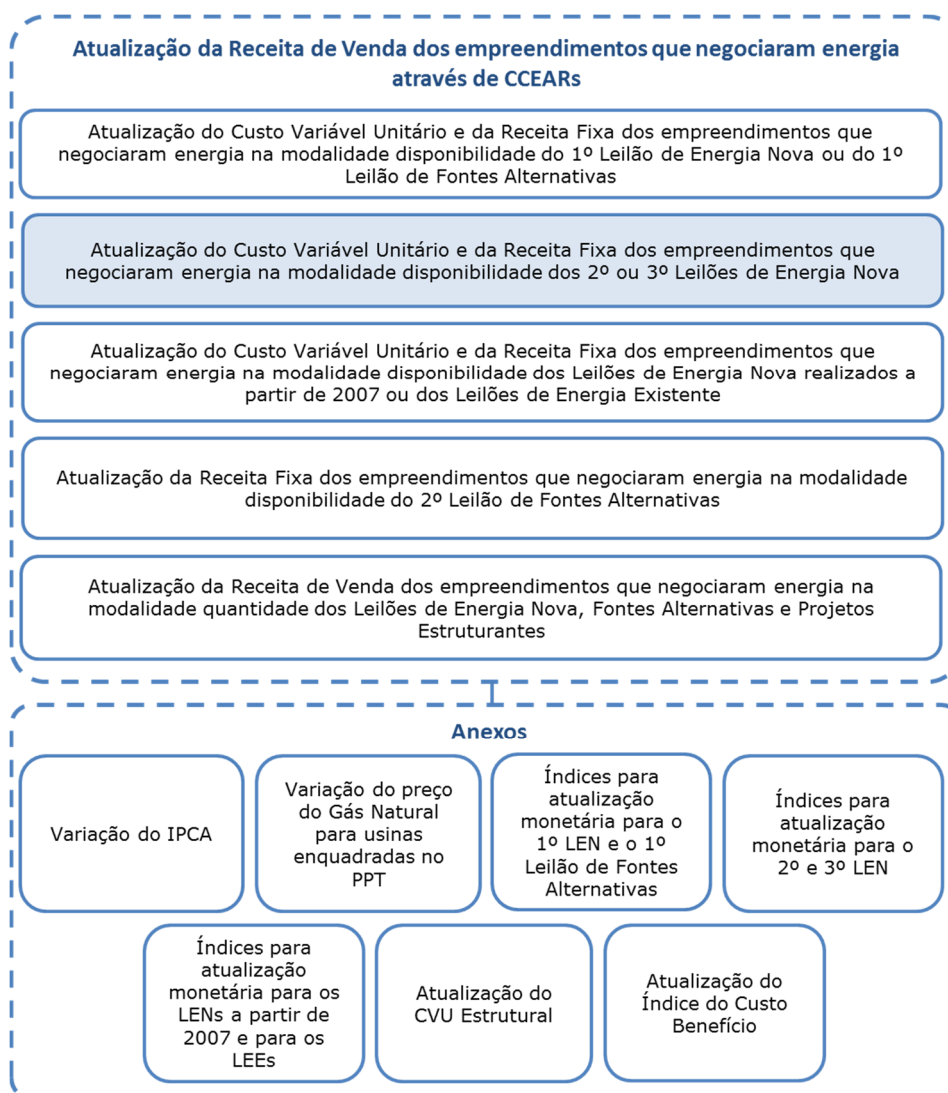 Atualização da Receita de Venda dos empreendimentos que negociaram energia
através de CCEARs
Atualização do Custo Variável Unitário e da Receita Fixa dos empreendimentos que
negociaram energia na modalidade disponibilidade do 1º Leilão de Energia Nova ou do 1º
Leilão de Fontes Alternativas
Atualização do Custo Variável Unitário e da Receita Fixa dos empreendimentos que
negociaram energia na modalidade disponibilidade dos 2º ou 3º Leilões de Energia Nova
Atualização do Custo Variável Unitário e da Receita Fixa dos empreendimentos que
negociaram energia na modalidade disponibilidade dos Leilões de Energia Nova realizados a
partir de 2007 ou dos Leilões de Energia Existente
Atualização da Receita Fixa dos empreendimentos que negociaram energia na modalidade
disponibilidade do 2º Leilão de Fontes Alternativas
Atualização da Receita de Venda dos empreendimentos que negociaram energia na
modalidade quantidade dos Leilões de Energia Nova, Fontes Alternativas e Projetos
Estruturantes
Anexos
Variação do IPCA
Variação do preço
do Gás Natural
para usinas
enquadradas no
PPT
Índices para
atualização
monetária para o
1º LEN e o 1º
Leilão de Fontes
Alternativas
Índices para
atualização
monetária para o
2º e 3º LEN
Índices para
atualização
monetária para os
LENs a partir de
2007 e para os
LEEs
Atualização do
CVU Estrutural
Atualização do
Índice do Custo
Benefício